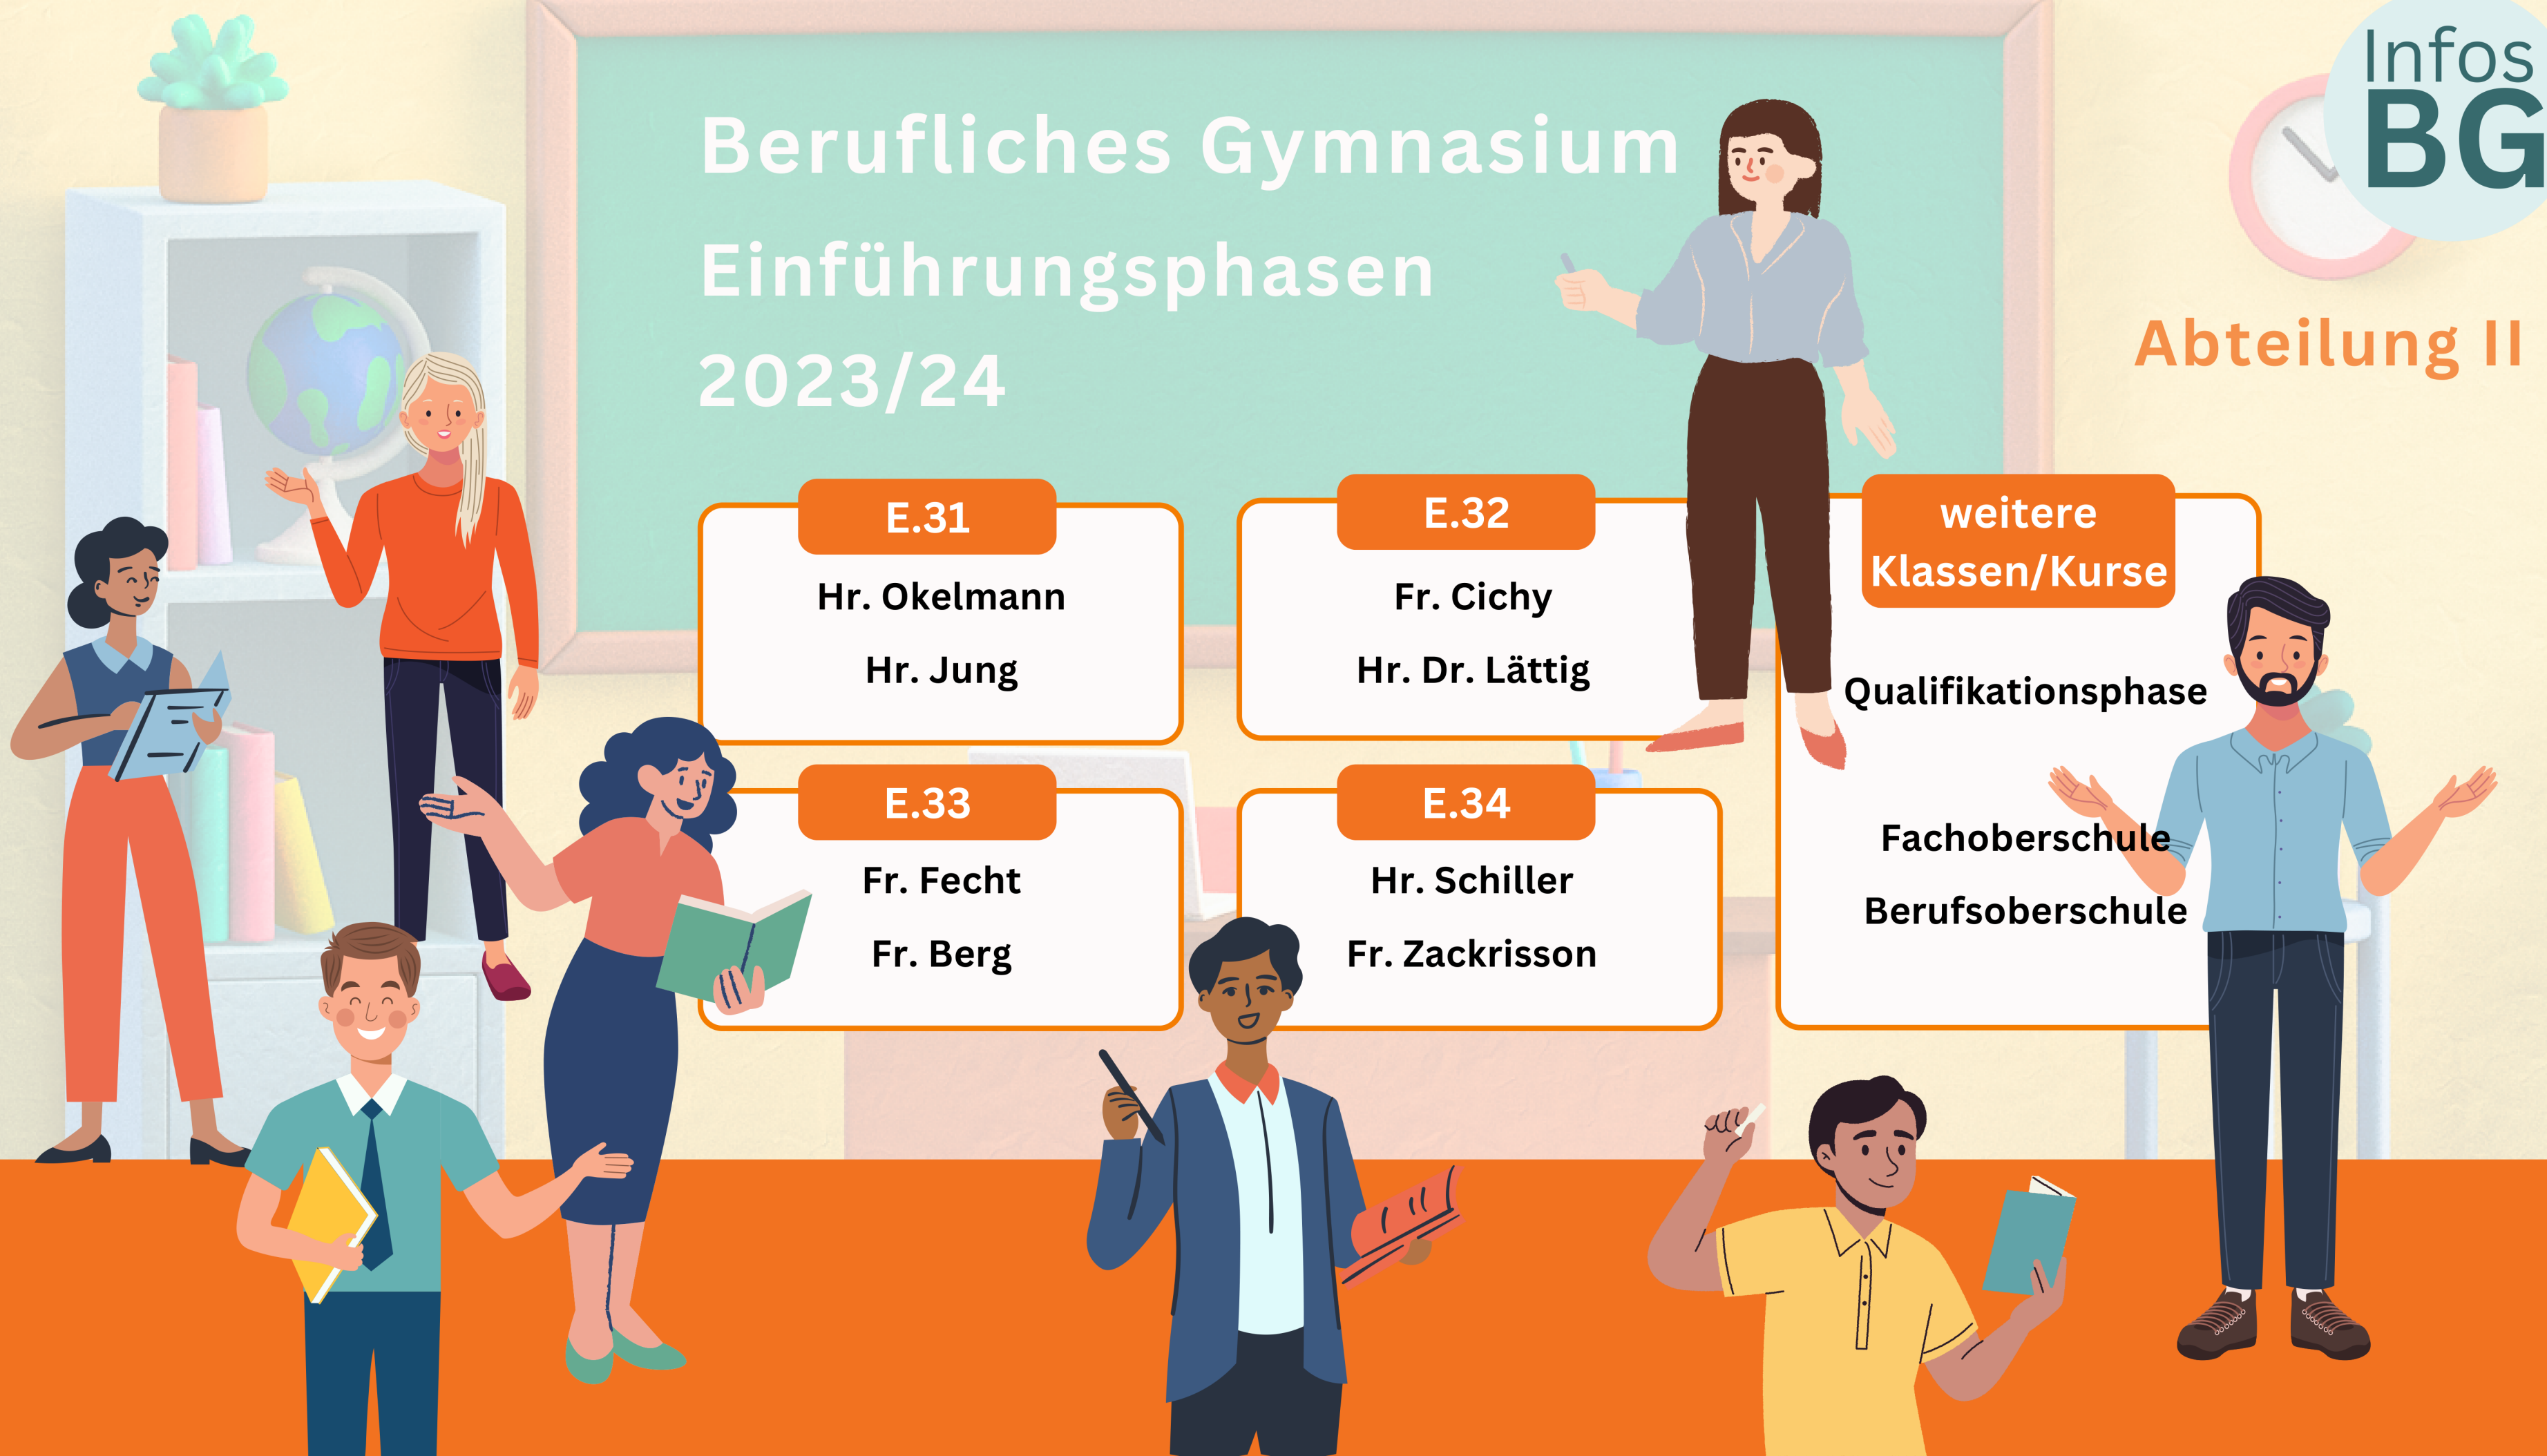 Infos
BG
Berufliches Gymnasium
Einführungsphasen
2023/24
Abteilung II
E.31
Hr. Okelmann
Hr. Jung
E.32
Fr. Cichy
Hr. Dr. Lättig
E.33
Fr. Fecht
Fr. Berg
E.34
Hr. Schiller
Fr. Zackrisson
weitere
Klassen/Kurse
Qualifikationsphase
Fachoberschule
Berufsoberschule